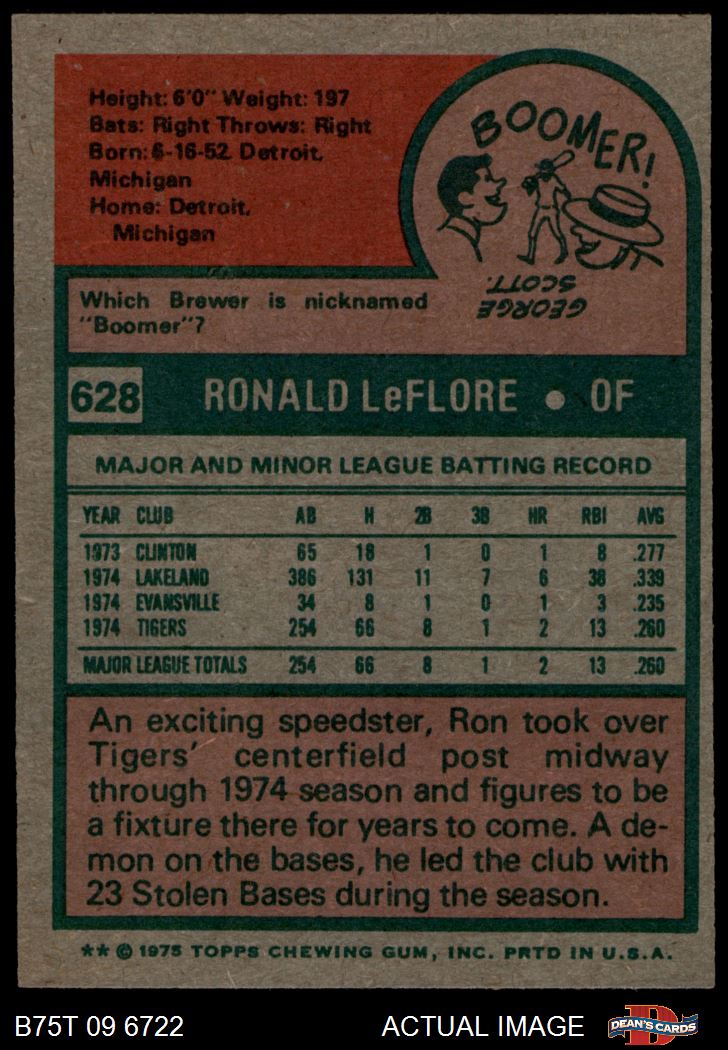 Height: 6'0" Weight: 197
Bats: Right Throws: Right
Born: 6-16-52 Detroit,
Michigan
Home: Detroit,
Michigan
BOOMER!
GEORGE
SCOTT.
Which Brewer is nicknamed
"Boomer"?
628 RONALD LeFLORE • OF
MAJOR AND MINOR LEAGUE BATTING RECORD
YEAR CLUB AB H 2B 3B HR RBI AVG
1973 CLINTON 65 18 1 0 1 8 .277
1974 LAKELAND 386 131 11 7 6 38 .339
1974 EVANSVILLE 34 8 1 0 1 3 .235
1974 TIGERS 254 66 8 1 2 13 .260
MAJOR LEAGUE TOTALS 254 66 8 1 2 13 .260
An exciting speedster, Ron took over
Tigers' centerfield post midway
through 1974 season and figures to be
a fixture there for years to come. A de-
mon on the bases, he led the club with
23 Stolen Bases during the season.
** © 1975 TOPPS CHEWING GUM, INC. PRTD IN U.S.A.
B75T 09 6722 ACTUAL IMAGE D DEAN'S CARDS